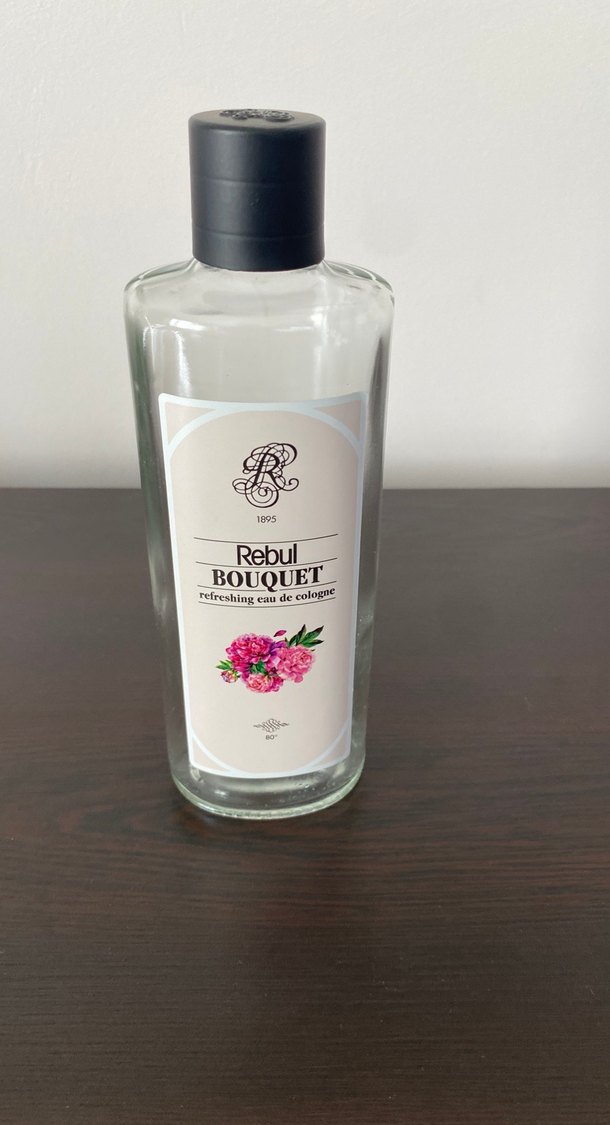 R
1895
Rebul
BOUQUET
refreshing eau de cologne
80°